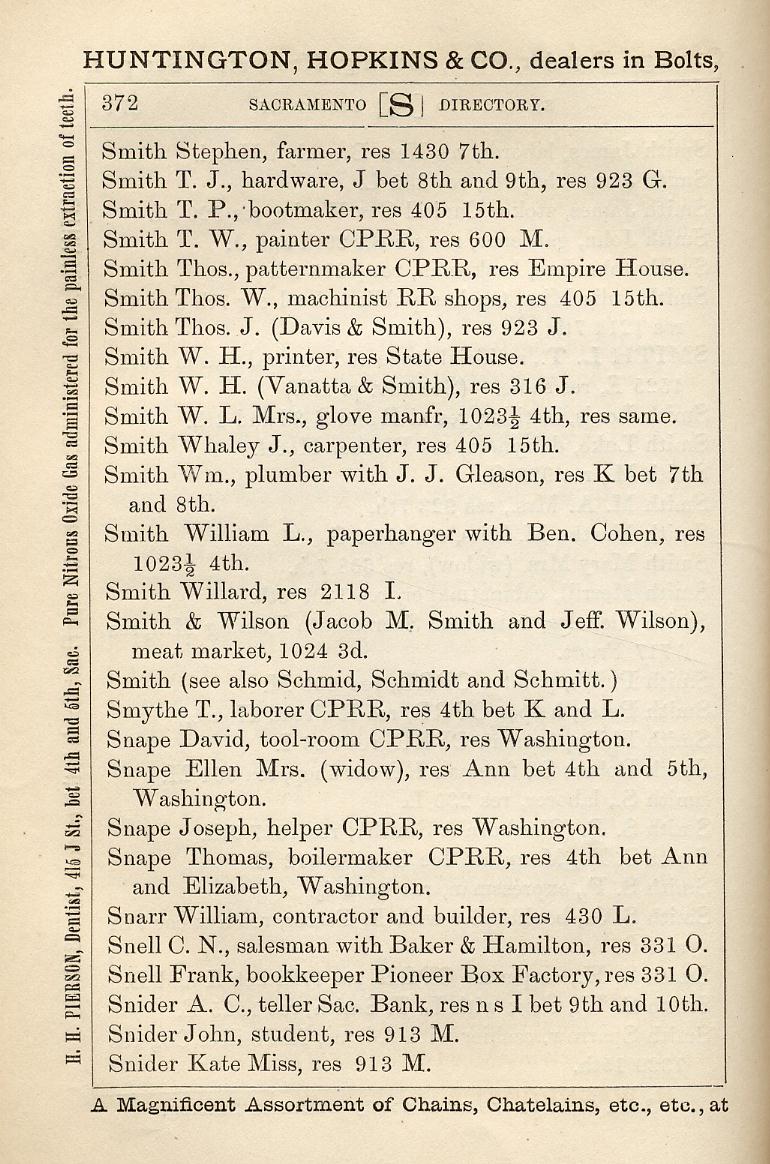 HUNTINGTON, HOPKINS & CO., dealers in Bolts,
372 SACRAMENTO [S] DIRECTORY.
Smith Stephen, farmer, res 1430 7th.
Smith T. J., hardware, J bet 8th and 9th, res 923 G.
Smith T. P., bootmaker, res 405 15th.
Smith T. W., painter CPRR, res 600 M.
Smith Thos., patternmaker CPRR, res Empire House.
Smith Thos. W., machinist RR shops, res 405 15th.
Smith Thos. J. (Davis & Smith), res 923 J.
Smith W. H., printer, res State House.
Smith W. H. (Vanatta & Smith), res 316 J.
Smith W. L. Mrs., glove manfr, 1023½ 4th, res same.
Smith Whaley J., carpenter, res 405 15th.
Smith Wm., plumber with J. J. Gleason, res K bet 7th
and 8th.
Smith William L., paperhanger with Ben. Cohen, res
1023½ 4th.
Smith Willard, res 2118 I.
Smith & Wilson (Jacob M. Smith and Jeff. Wilson),
meat market, 1024 3d.
Smith (see also Schmid, Schmidt and Schmitt.)
Smythe T., laborer CPRR, res 4th bet K and L.
Snape David, tool-room CPRR, res Washington.
Snape Ellen Mrs. (widow), res Ann bet 4th and 5th,
Washington.
Snape Joseph, helper CPRR, res Washington.
Snape Thomas, boilermaker CPRR, res 4th bet Ann
and Elizabeth, Washington.
Snarr William, contractor and builder, res 430 L.
Snell C. N., salesman with Baker & Hamilton, res 331 O.
Snell Frank, bookkeeper Pioneer Box Factory, res 331 O.
Snider A. C., teller Sac. Bank, res n s I bet 9th and 10th.
Snider John, student, res 913 M.
Snider Kate Miss, res 913 M.
A Magnificent Assortment of Chains, Chatelains, etc., etc., at
H. H. PIERSON, Dentist, 415 J St., bet 4th and 5th, Sac. Pure Nitrous Oxide Gas administered for the painless extraction of teeth.